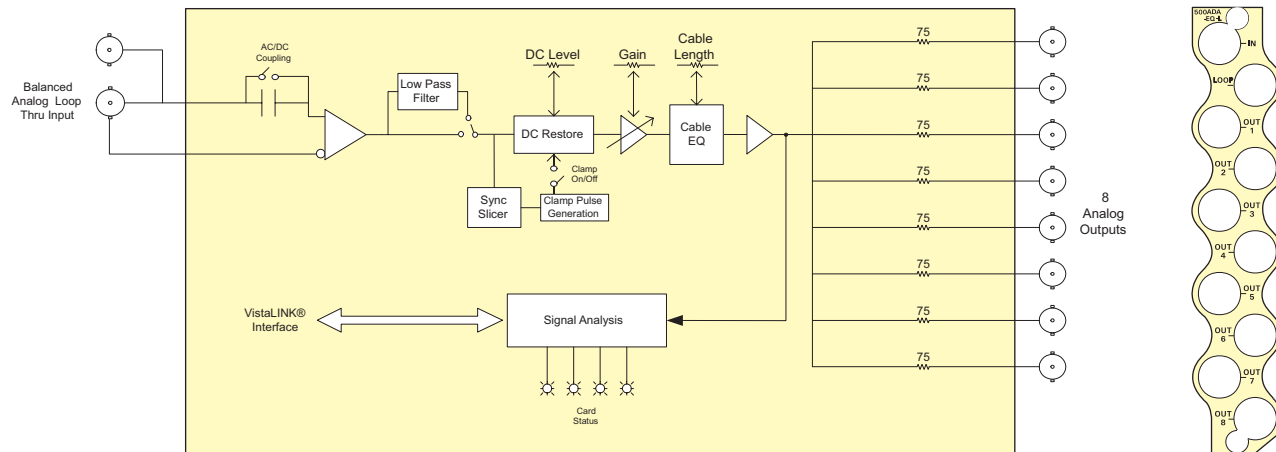 Balanced
Analog Loop
Thru Input
AC/DC
Coupling
Low Pass
Filter
DC Level
Gain
Cable
Length
DC Restore
Cable
EQ
Clamp
On/Off
Sync
Slicer
Clamp Pulse
Generation
VistaLINK®
Interface
Signal Analysis
Card
Status
75
75
75
75
75
75
75
75
8
Analog
Outputs
500ADA
-EQ-L
IN
LOOP
OUT
1
OUT
2
OUT
3
OUT
4
OUT
5
OUT
6
OUT
7
OUT
8